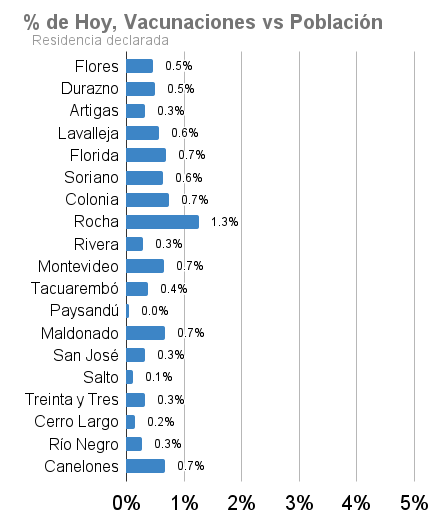 % de Hoy, Vacunaciones vs Población
Residencia declarada
Flores 0.5%
Durazno 0.5%
Artigas 0.3%
Lavalleja 0.6%
Florida 0.7%
Soriano 0.6%
Colonia 0.7%
Rocha 1.3%
Rivera 0.3%
Montevideo 0.7%
Tacuarembó 0.4%
Paysandú 0.0%
Maldonado 0.7%
San José 0.3%
Salto 0.1%
Treinta y Tres 0.3%
Cerro Largo 0.2%
Río Negro 0.3%
Canelones 0.7%
0% 1% 2% 3% 4% 5%